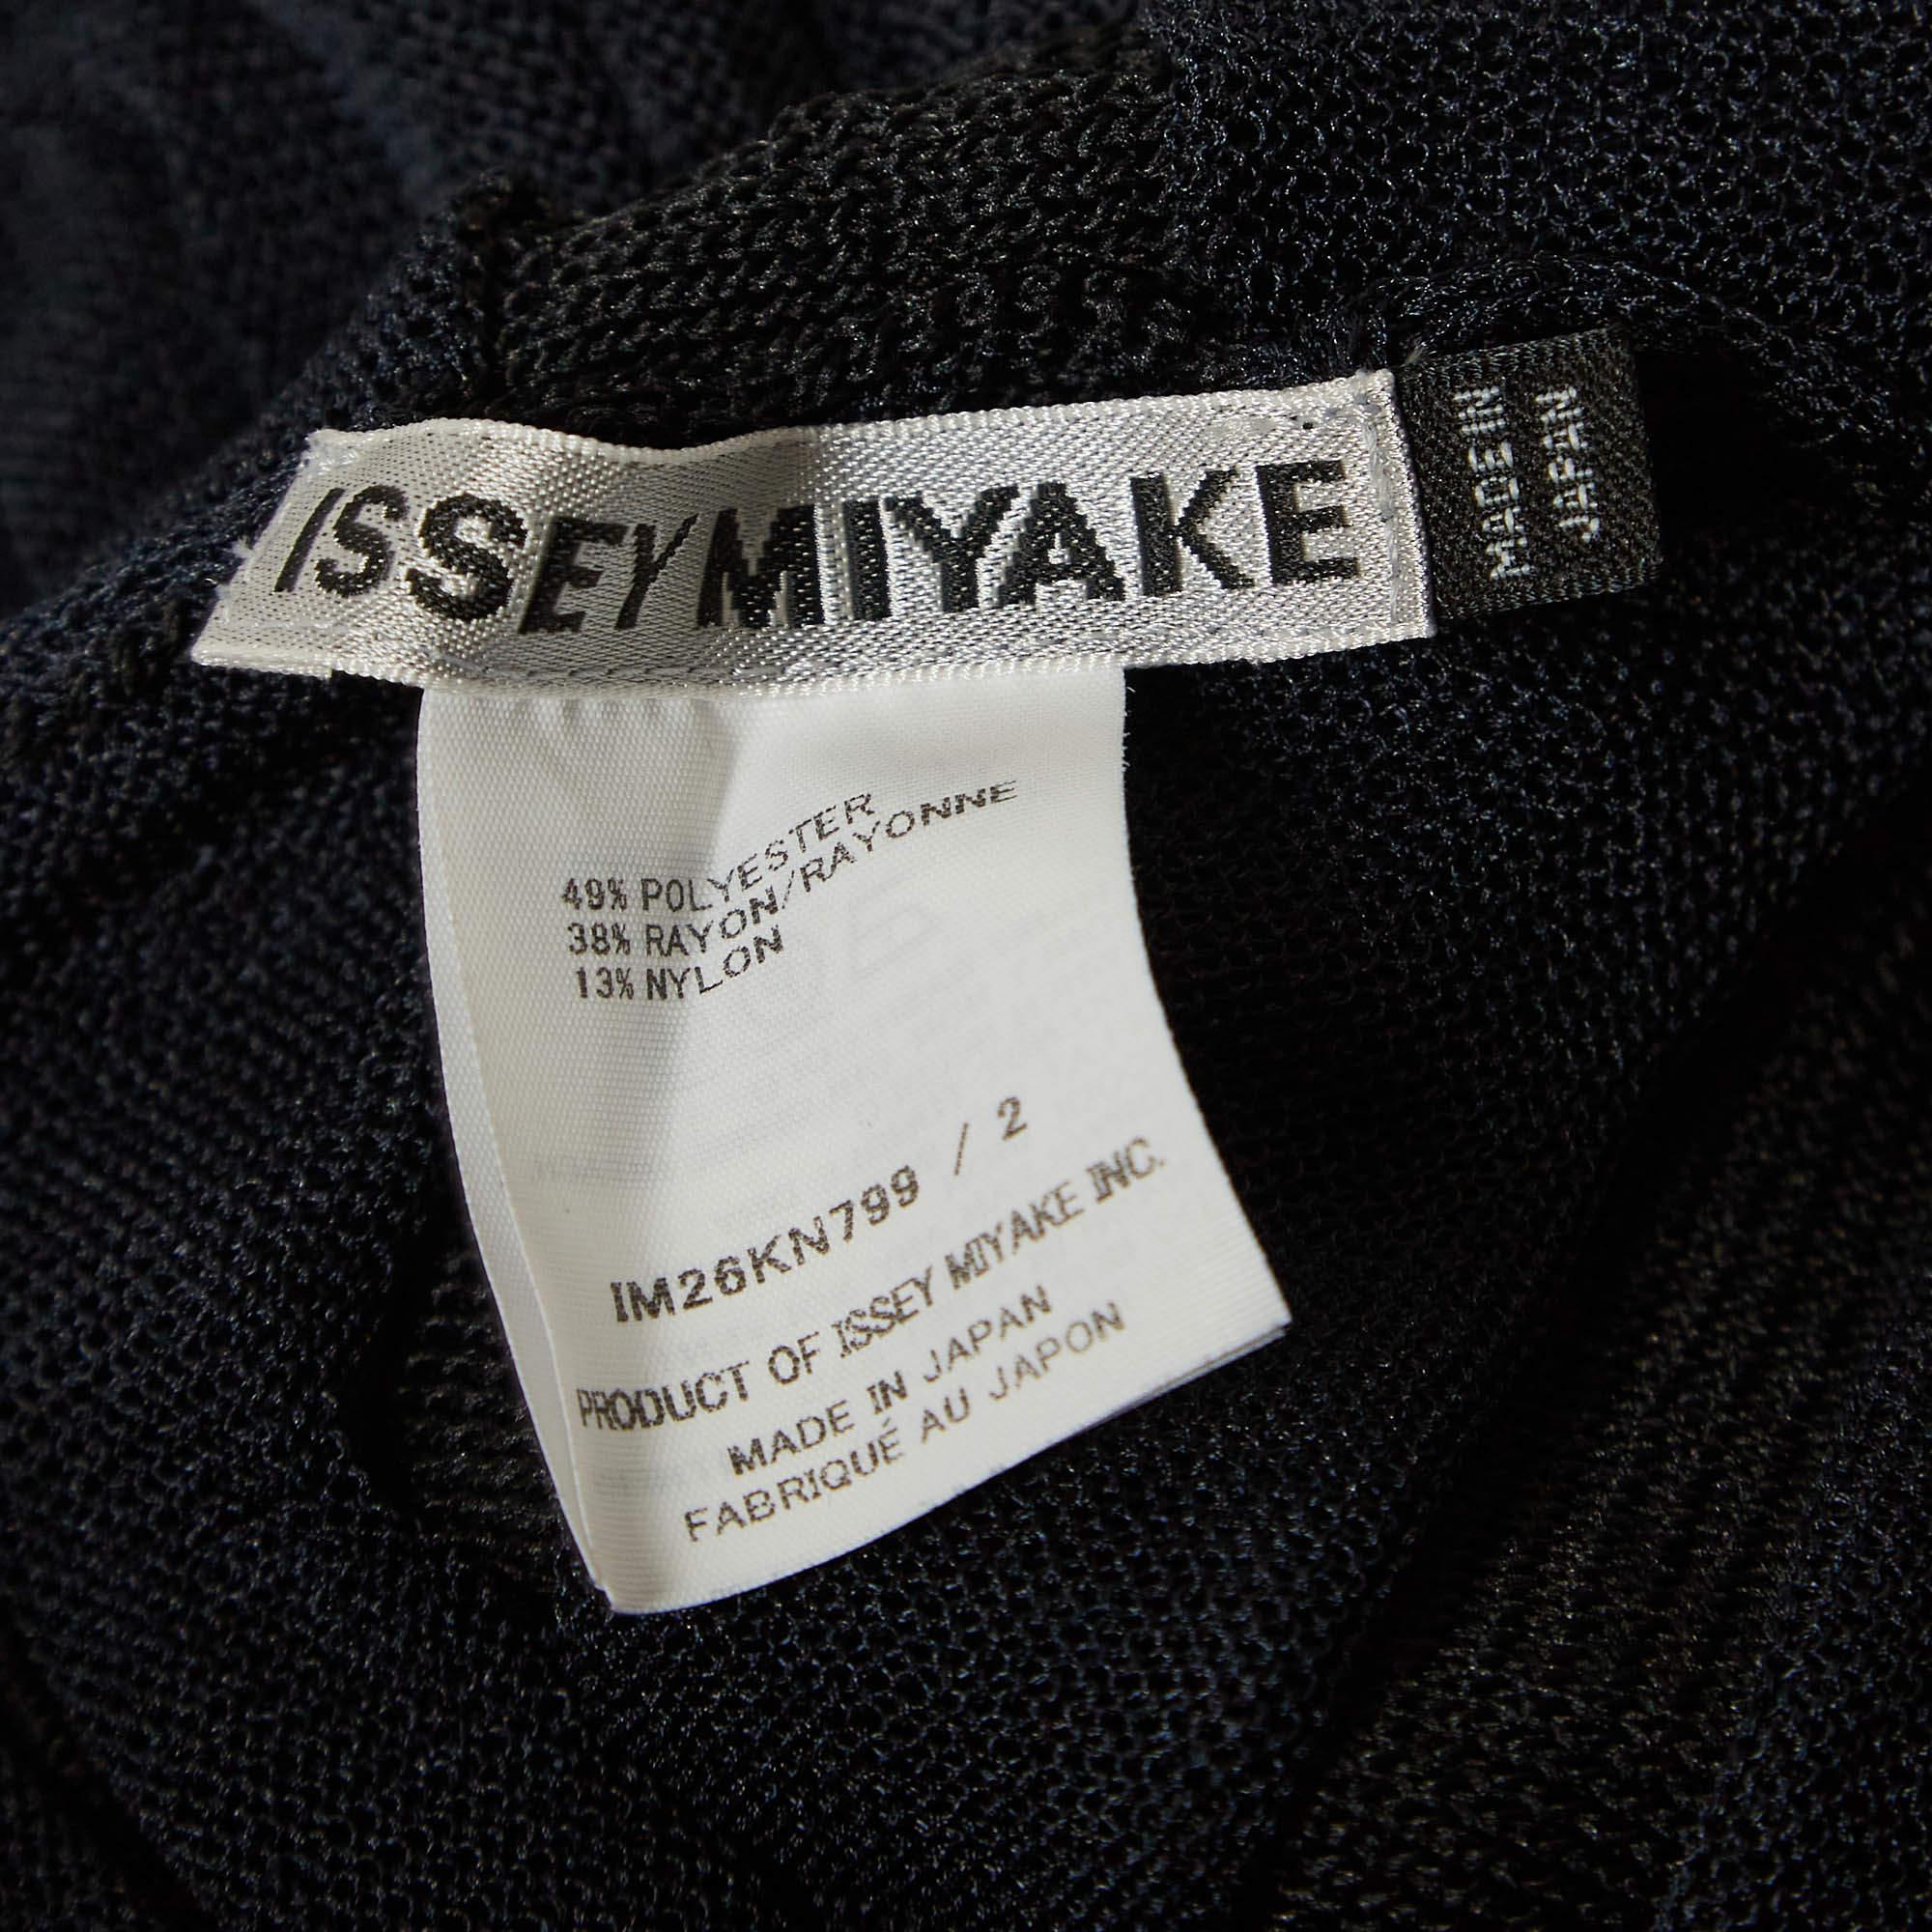 ISSEY MIYAKE
MADE IN
JAPAN
49% POLYESTER
38% RAYON/RAYONNE
13% NYLON
IM26KN799 / 2
PRODUCT OF ISSEY MIYAKE INC.
MADE IN JAPAN
FABRIQUÉ AU JAPON